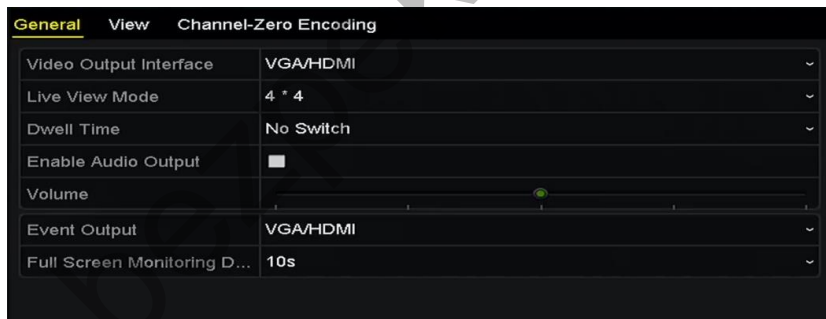 General View Channel-Zero Encoding
Video Output Interface VGA/HDMI
Live View Mode 4 * 4
Dwell Time No Switch
Enable Audio Output
Volume
Event Output VGA/HDMI
Full Screen Monitoring D... 10s